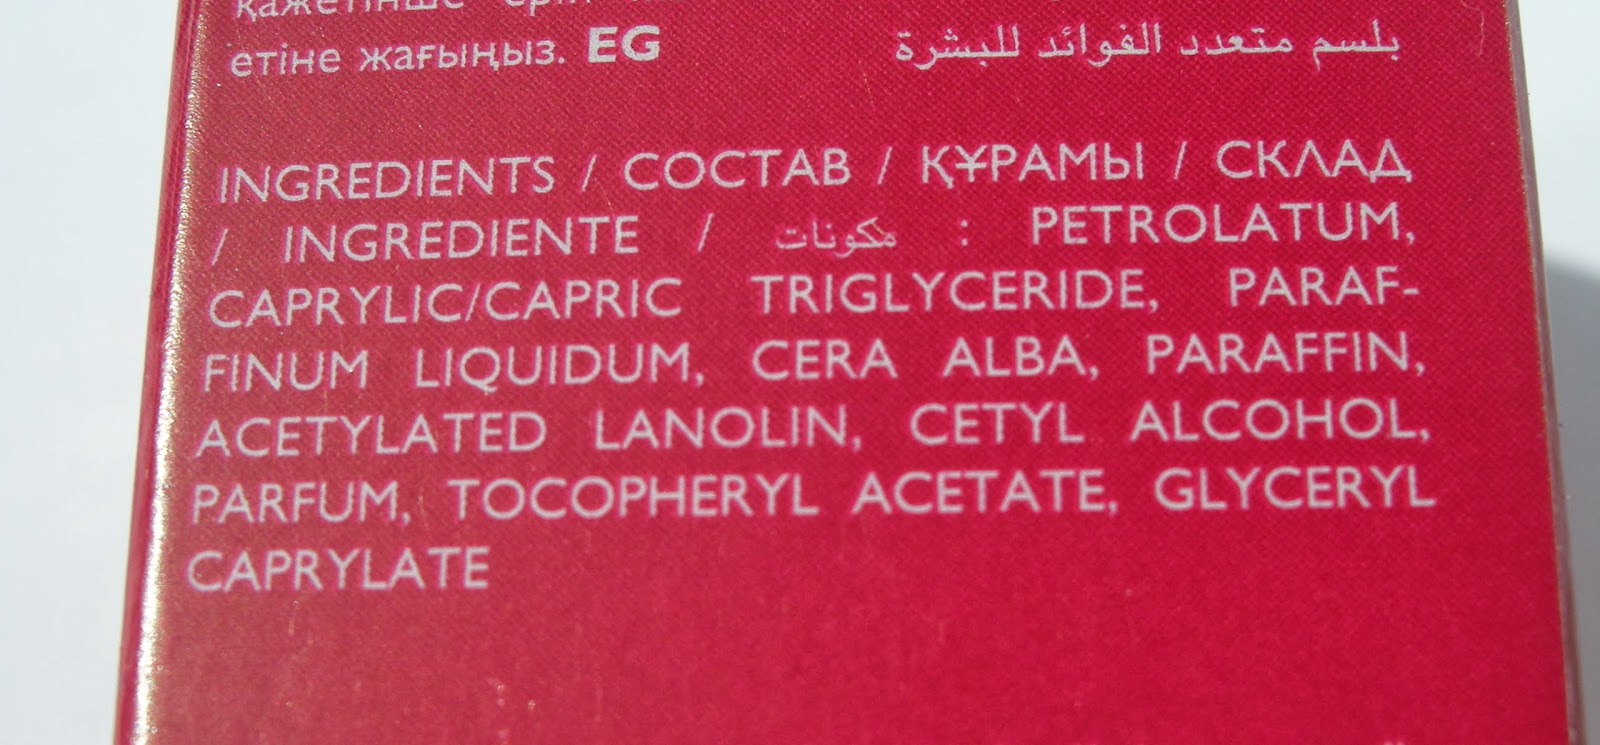 қажетінше
етіне жағыңыз. EG بلسم متعدد الفوائد للبشرة
INGREDIENTS / СОСТАВ / ҚҰРАМЫ / СКЛАД
/ INGREDIENTE / مكونات : PETROLATUM,
CAPRYLIC/CAPRIC TRIGLYCERIDE, PARAF-
FINUM LIQUIDUM, CERA ALBA, PARAFFIN,
ACETYLATED LANOLIN, CETYL ALCOHOL,
PARFUM, TOCOPHERYL ACETATE, GLYCERYL
CAPRYLATE